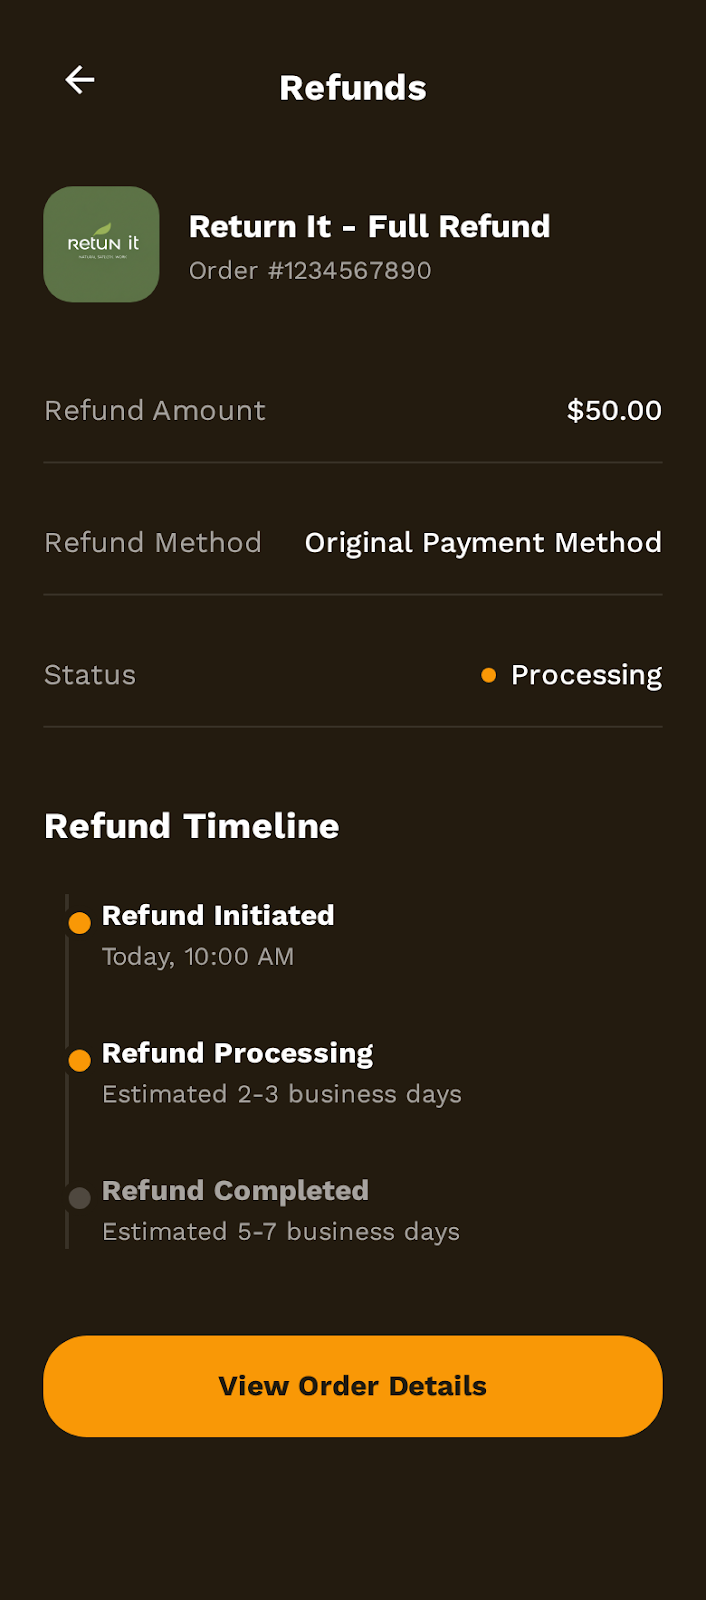 Refunds
Retun it
Return It - Full Refund
Order #1234567890
Refund Amount
$50.00
Refund Method
Original Payment Method
Status
Processing
Refund Timeline
Refund Initiated
Today, 10:00 AM
Refund Processing
Estimated 2-3 business days
Refund Completed
Estimated 5-7 business days
View Order Details